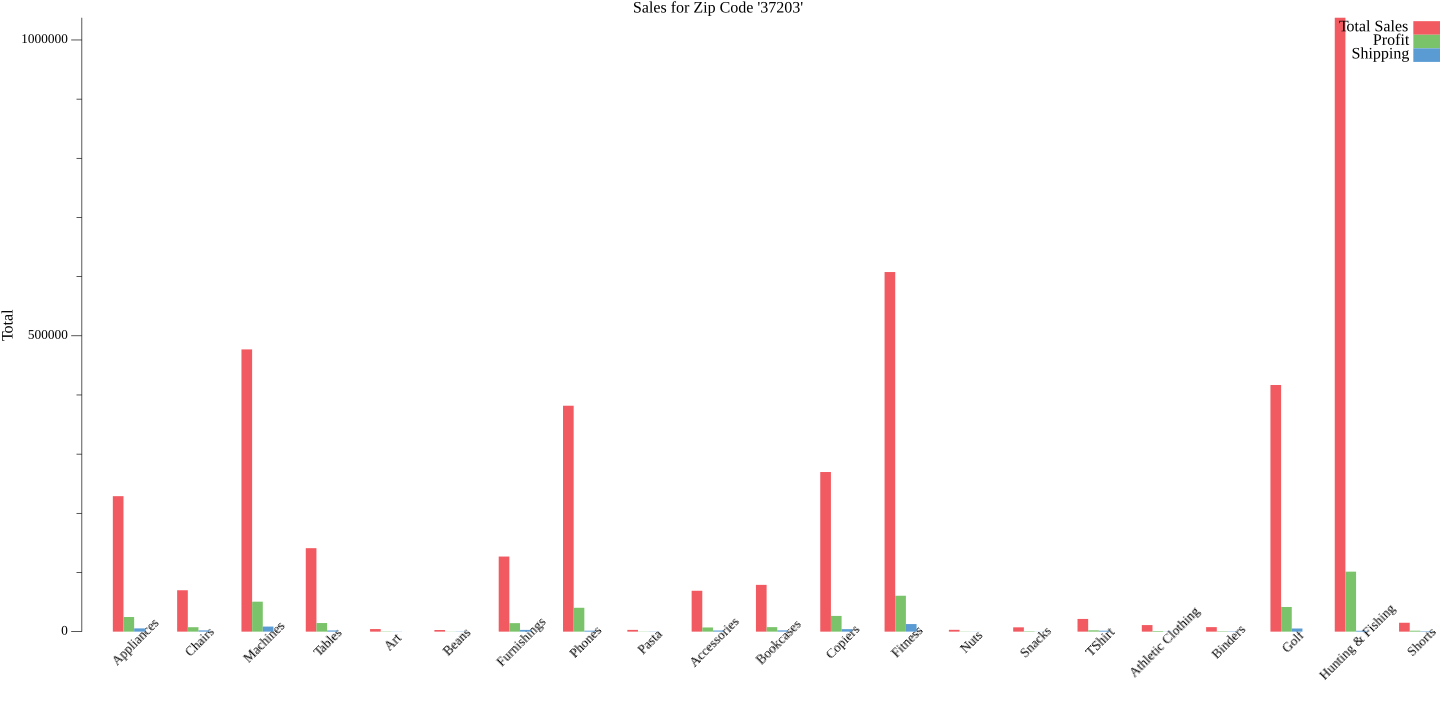 Sales for Zip Code '37203'
Total Sales
Profit
Shipping
1000000
500000
0
Total
Appliances
Chairs
Machines
Tables
Art
Beans
Furnishings
Phones
Pasta
Accessories
Bookcases
Copiers
Fitness
Nuts
Snacks
TShirt
Athletic Clothing
Binders
Golf
Hunting & Fishing
Shorts